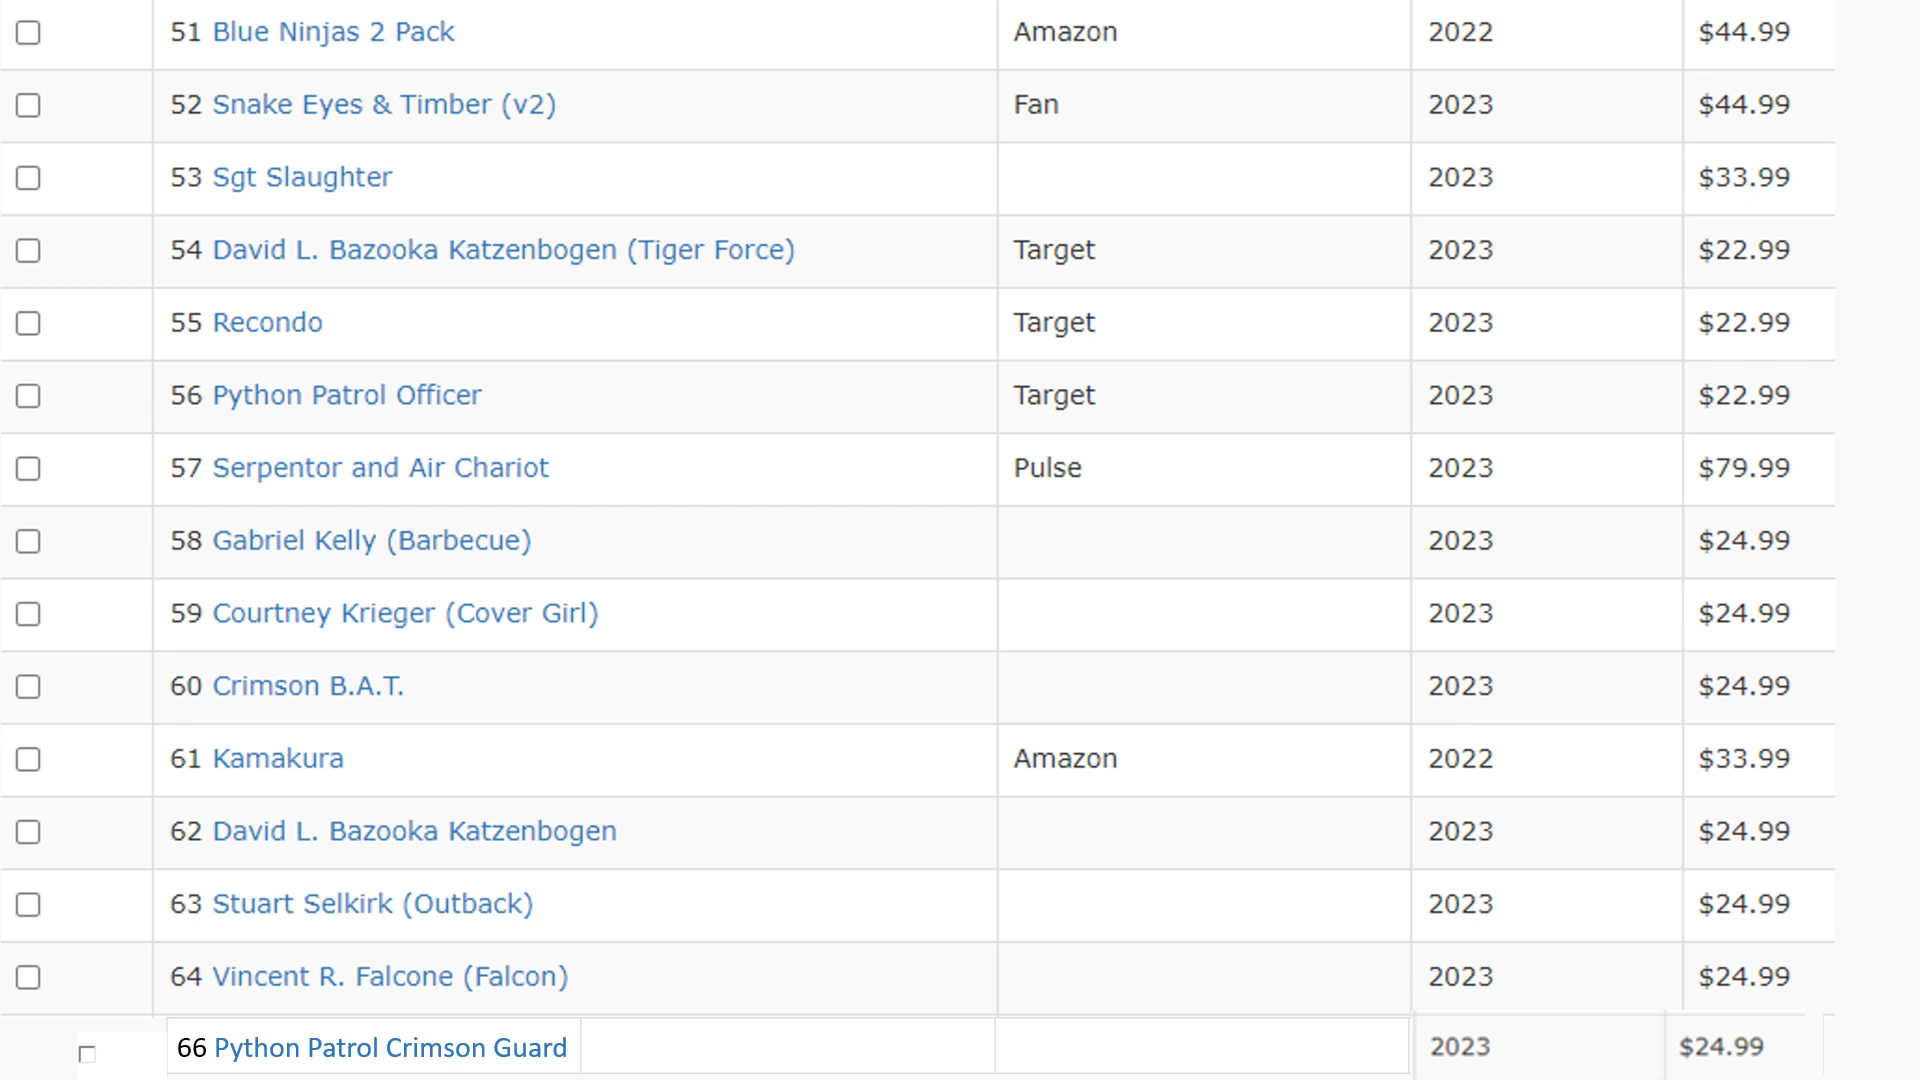 51 Blue Ninjas 2 Pack Amazon 2022 $44.99
52 Snake Eyes & Timber (v2) Fan 2023 $44.99
53 Sgt Slaughter 2023 $33.99
54 David L. Bazooka Katzenbogen (Tiger Force) Target 2023 $22.99
55 Recondo Target 2023 $22.99
56 Python Patrol Officer Target 2023 $22.99
57 Serpentor and Air Chariot Pulse 2023 $79.99
58 Gabriel Kelly (Barbecue) 2023 $24.99
59 Courtney Krieger (Cover Girl) 2023 $24.99
60 Crimson B.A.T. 2023 $24.99
61 Kamakura Amazon 2022 $33.99
62 David L. Bazooka Katzenbogen 2023 $24.99
63 Stuart Selkirk (Outback) 2023 $24.99
64 Vincent R. Falcone (Falcon) 2023 $24.99
66 Python Patrol Crimson Guard 2023 $24.99